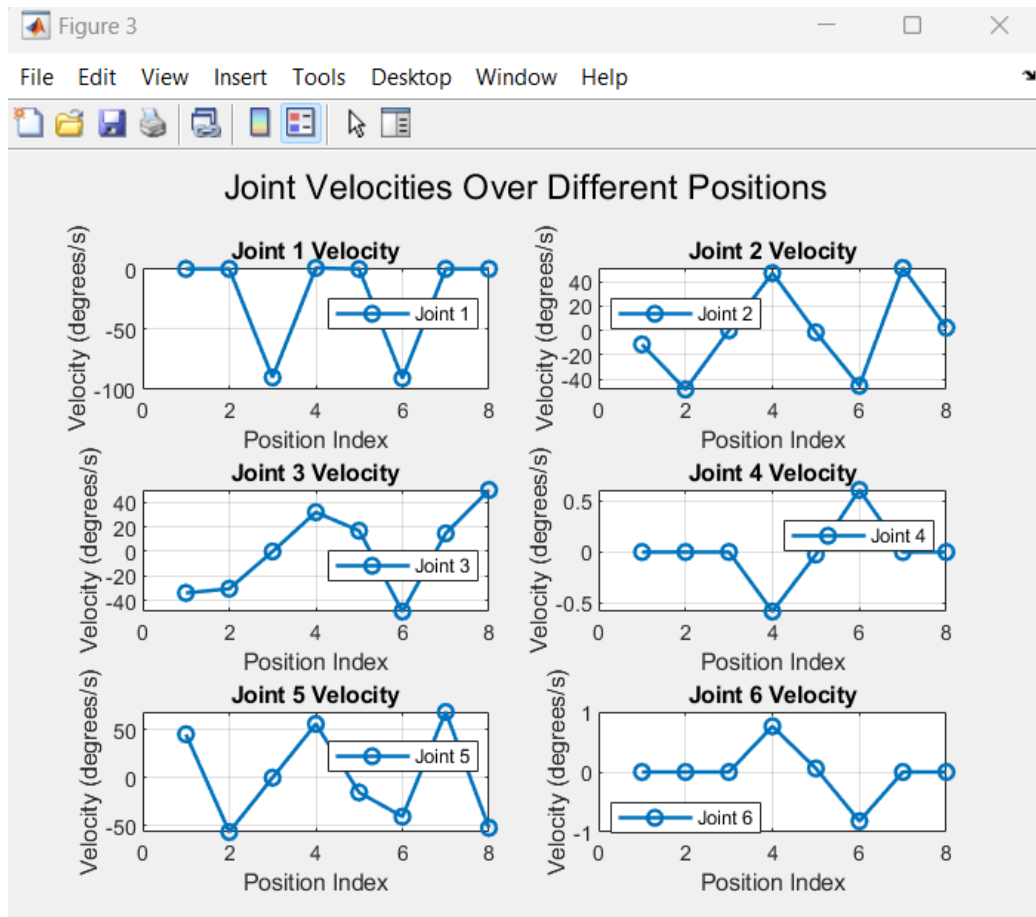 Figure 3
File Edit View Insert Tools Desktop Window Help
Joint Velocities Over Different Positions
Joint 1 Velocity
Velocity (degrees/s)
0
-50
-100
Joint 1
0 2 4 6 8
Position Index
Joint 2 Velocity
Velocity (degrees/s)
40
20
0
-20
-40
Joint 2
0 2 4 6 8
Position Index
Joint 3 Velocity
Velocity (degrees/s)
40
20
0
-20
-40
Joint 3
0 2 4 6 8
Position Index
Joint 4 Velocity
Velocity (degrees/s)
0.5
0
-0.5
Joint 4
0 2 4 6 8
Position Index
Joint 5 Velocity
Velocity (degrees/s)
50
0
-50
Joint 5
0 2 4 6 8
Position Index
Joint 6 Velocity
Velocity (degrees/s)
1
0
-1
Joint 6
0 2 4 6 8
Position Index